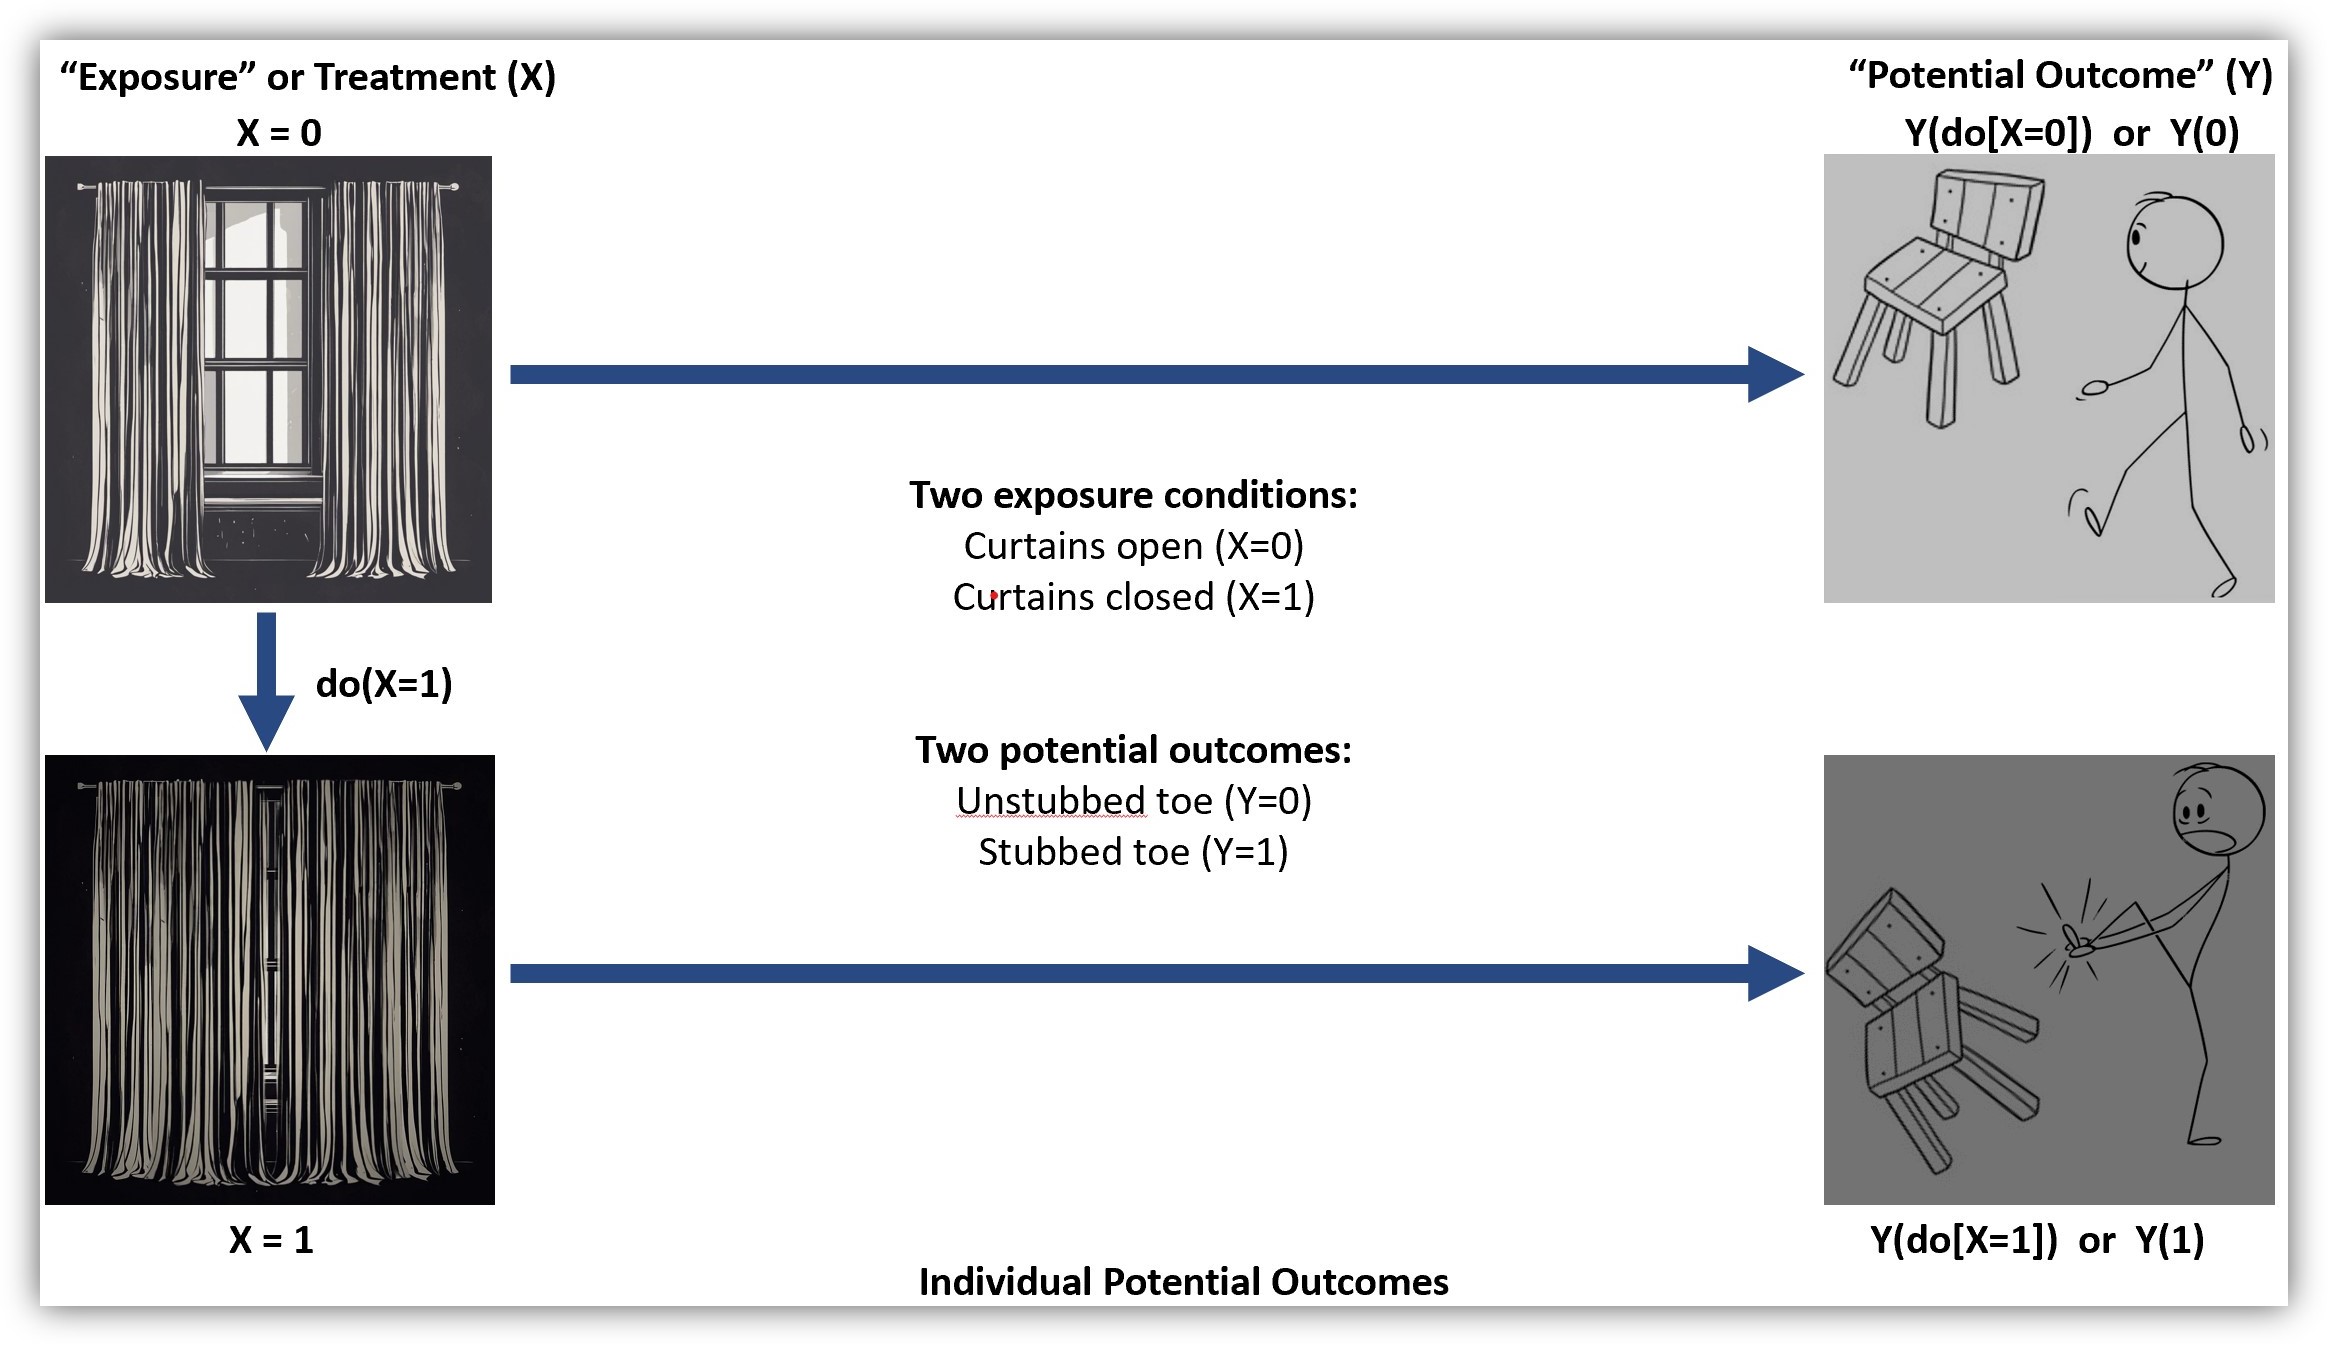 “Exposure” or Treatment (X)
“Potential Outcome” (Y)
X = 0
Y(do[X=0])  or  Y(0)
Two exposure conditions:
Curtains open (X=0)
Curtains closed (X=1)
do(X=1)
Two potential outcomes:
Unstubbed toe (Y=0)
Stubbed toe (Y=1)
X = 1
Y(do[X=1])  or  Y(1)
Individual Potential Outcomes